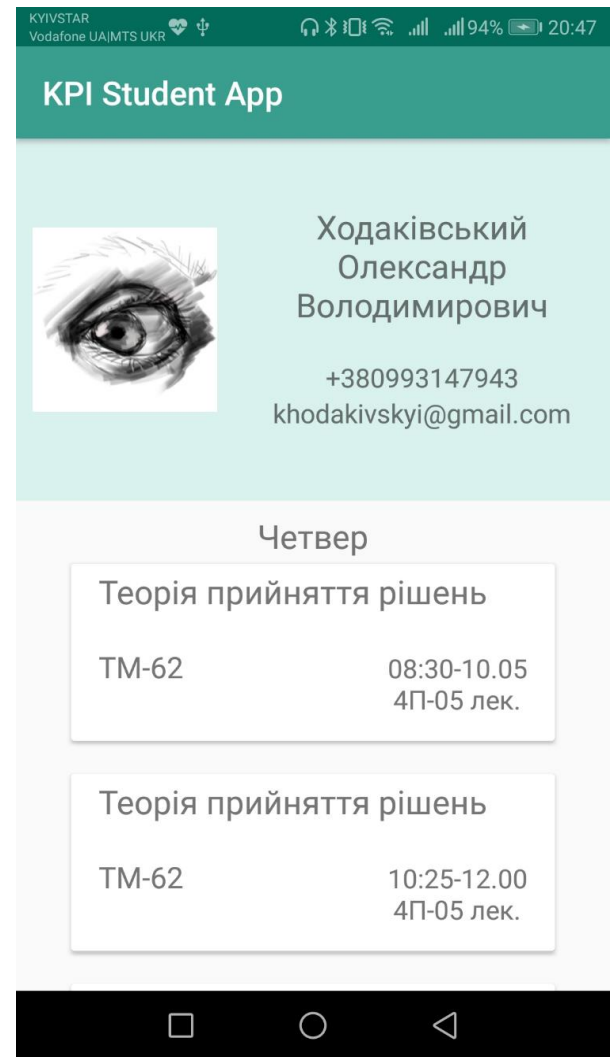 KYIVSTAR
Vodafone UA|MTS UKR
94%
20:47
KPI Student App
Ходаківський
Олександр
Володимирович
+380993147943
khodakivskyi@gmail.com
Четвер
Теорія прийняття рішень
ТМ-62
08:30-10.05
4П-05 лек.
Теорія прийняття рішень
ТМ-62
10:25-12.00
4П-05 лек.